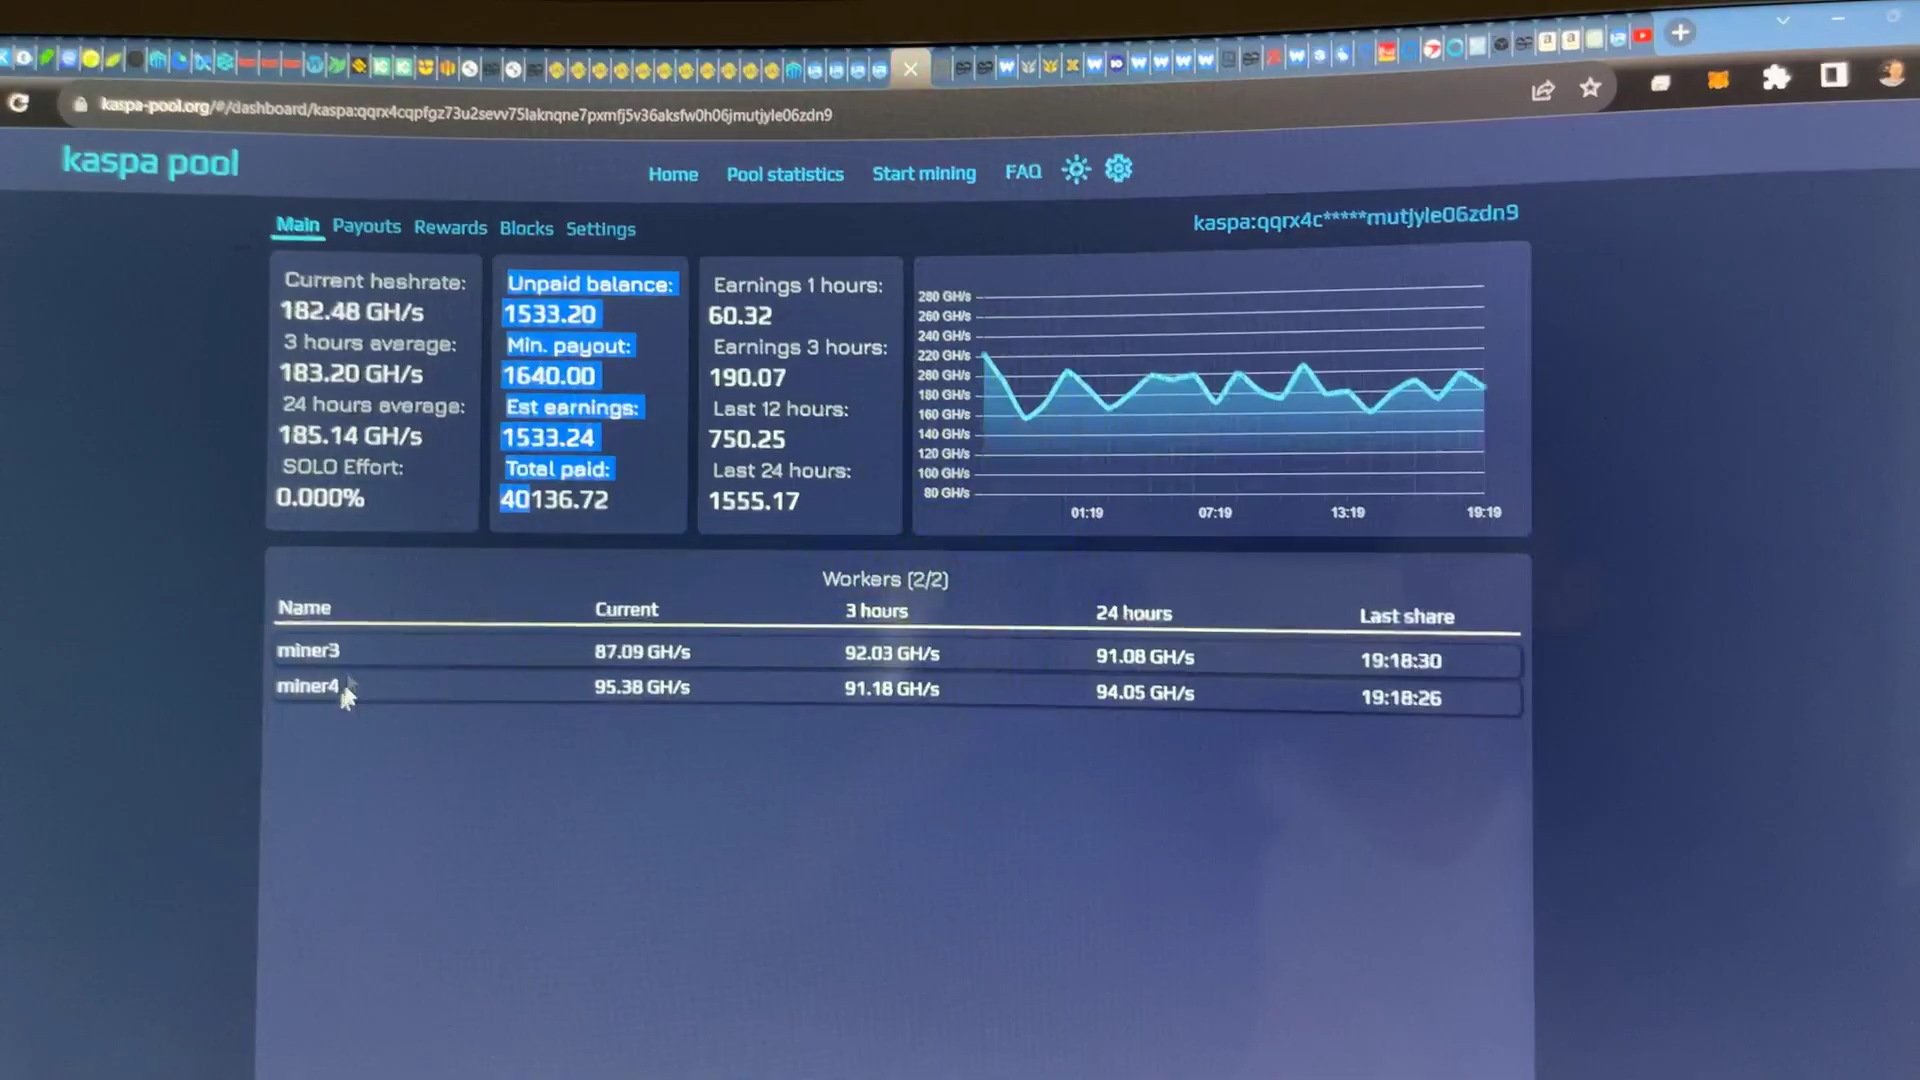 kaspa-pool.org/#/dashboard/kaspa:qqrx4cqpfgz73u2sevv75laknqne7pxmfj5v36aksfw0h06jmutjyle06zdn9
kaspa pool
Home Pool statistics Start mining FAQ
Main Payouts Rewards Blocks Settings
kaspa:qqrx4c*****mutjyle06zdn9
Current hashrate:
182.48 GH/s
3 hours average:
183.20 GH/s
24 hours average:
185.14 GH/s
SOLO Effort:
0.000%
Unpaid balance:
1533.20
Min. payout:
1640.00
Est earnings:
1533.24
Total paid:
40136.72
Earnings 1 hours:
60.32
Earnings 3 hours:
190.07
Last 12 hours:
750.25
Last 24 hours:
1555.17
280 GH/s
260 GH/s
240 GH/s
220 GH/s
200 GH/s
180 GH/s
160 GH/s
140 GH/s
120 GH/s
100 GH/s
80 GH/s
01:19 07:19 13:19 19:19
Workers (2/2)
Name Current 3 hours 24 hours Last share
miner3 87.09 GH/s 92.03 GH/s 91.08 GH/s 19:18:30
miner4 95.38 GH/s 91.18 GH/s 94.05 GH/s 19:18:26